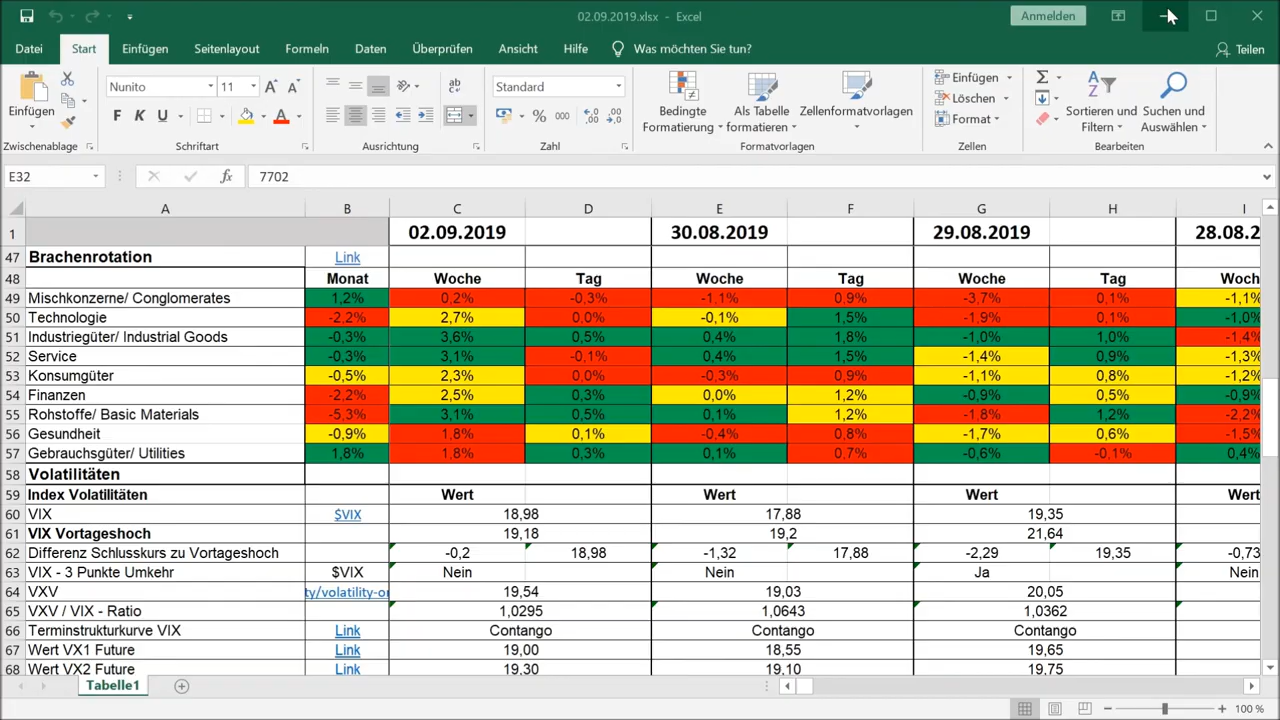 02.09.2019.xlsx - Excel Anmelden
Datei Start Einfügen Seitenlayout Formeln Daten Überprüfen Ansicht Hilfe Was möchten Sie tun? Teilen
Einfügen
Nunito 11
F K U
ab
Standard
% 000
Bedingte Formatierung
Als Tabelle formatieren
Zellenformatvorlagen
Einfügen
Löschen
Format
Sortieren und Filtern
Suchen und Auswählen
Zwischenablage Schriftart Ausrichtung Zahl Formatvorlagen Zellen Bearbeiten
E32 fx 7702
A B C D E F G H I
1 02.09.2019 30.08.2019 29.08.2019 28.08.2
47 Brachenrotation Link
48 Monat Woche Tag Woche Tag Woche Tag Woch
49 Mischkonzerne/ Conglomerates 1,2% 0,2% -0,3% -1,1% 0,9% -3,7% 0,1% -1,1%
50 Technologie -2,2% 2,7% 0,0% -0,1% 1,5% -1,9% 0,1% -1,0%
51 Industriegüter/ Industrial Goods -0,3% 3,6% 0,5% 0,4% 1,8% -1,0% 1,0% -1,4%
52 Service -0,3% 3,1% -0,1% 0,4% 1,5% -1,4% 0,9% -1,3%
53 Konsumgüter -0,5% 2,3% 0,0% -0,3% 0,9% -1,1% 0,8% -1,2%
54 Finanzen -2,2% 2,5% 0,3% 0,0% 1,2% -0,9% 0,5% -0,9%
55 Rohstoffe/ Basic Materials -5,3% 3,1% 0,5% 0,1% 1,2% -1,8% 1,2% -2,2%
56 Gesundheit -0,9% 1,8% 0,1% -0,4% 0,8% -1,7% 0,6% -1,5%
57 Gebrauchsgüter/ Utilities 1,8% 1,8% 0,3% 0,1% 0,7% -0,6% -0,1% 0,4%
58 Volatilitäten
59 Index Volatilitäten Wert Wert Wert Wert
60 VIX $VIX 18,98 17,88 19,35
61 VIX Vortageshoch 19,18 19,2 21,64
62 Differenz Schlusskurs zu Vortageshoch -0,2 18,98 -1,32 17,88 -2,29 19,35 -0,73
63 VIX - 3 Punkte Umkehr $VIX Nein Nein Ja Nein
64 VXV ty/volatility-or 19,54 19,03 20,05
65 VXV / VIX - Ratio 1,0295 1,0643 1,0362
66 Terminstrukturkurve VIX Link Contango Contango Contango
67 Wert VX1 Future Link 19,00 18,55 19,65
68 Wert VX2 Future Link 19,30 19,10 19,75
Tabelle1
100 %